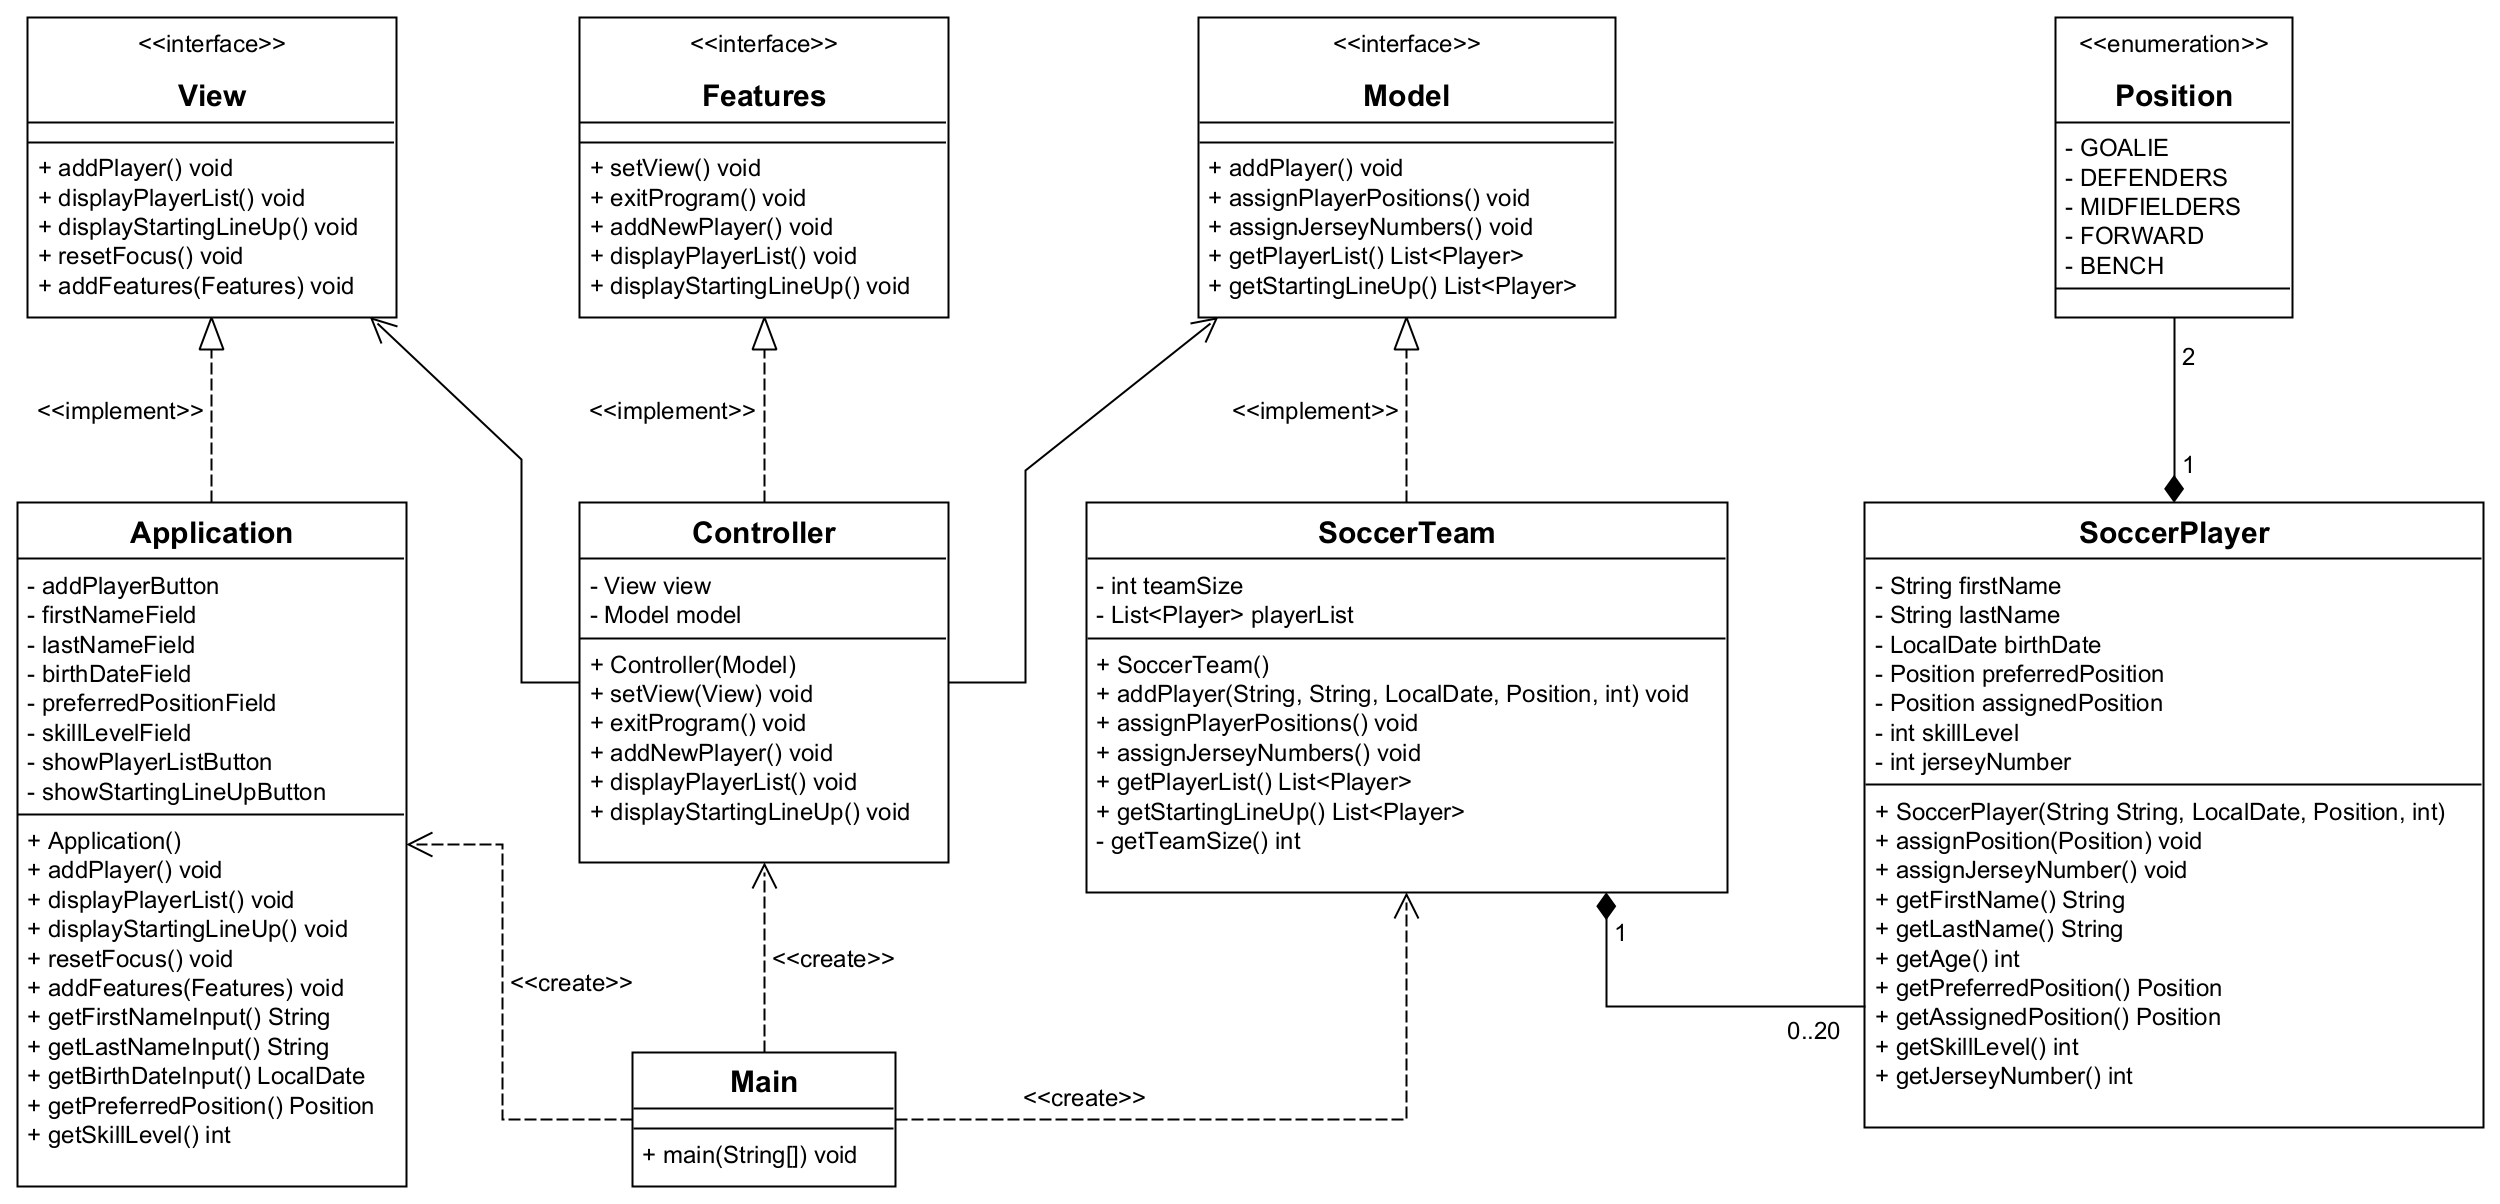 <<interface>>
View
+ addPlayer() void
+ displayPlayerList() void
+ displayStartingLineUp() void
+ resetFocus() void
+ addFeatures(Features) void
<<interface>>
Features
+ setView() void
+ exitProgram() void
+ addNewPlayer() void
+ displayPlayerList() void
+ displayStartingLineUp() void
<<interface>>
Model
+ addPlayer() void
+ assignPlayerPositions() void
+ assignJerseyNumbers() void
+ getPlayerList() List<Player>
+ getStartingLineUp() List<Player>
<<enumeration>>
Position
- GOALIE
- DEFENDERS
- MIDFIELDERS
- FORWARD
- BENCH
<<implement>>
<<implement>>
<<implement>>
2
1
Application
- addPlayerButton
- firstNameField
- lastNameField
- birthDateField
- preferredPositionField
- skillLevelField
- showPlayerListButton
- showStartingLineUpButton
+ Application()
+ addPlayer() void
+ displayPlayerList() void
+ displayStartingLineUp() void
+ resetFocus() void
+ addFeatures(Features) void
+ getFirstNameInput() String
+ getLastNameInput() String
+ getBirthDateInput() LocalDate
+ getPreferredPosition() Position
+ getSkillLevel() int
Controller
- View view
- Model model
+ Controller(Model)
+ setView(View) void
+ exitProgram() void
+ addNewPlayer() void
+ displayPlayerList() void
+ displayStartingLineUp() void
SoccerTeam
- int teamSize
- List<Player> playerList
+ SoccerTeam()
+ addPlayer(String, String, LocalDate, Position, int) void
+ assignPlayerPositions() void
+ assignJerseyNumbers() void
+ getPlayerList() List<Player>
+ getStartingLineUp() List<Player>
- getTeamSize() int
SoccerPlayer
- String firstName
- String lastName
- LocalDate birthDate
- Position preferredPosition
- Position assignedPosition
- int skillLevel
- int jerseyNumber
+ SoccerPlayer(String String, LocalDate, Position, int)
+ assignPosition(Position) void
+ assignJerseyNumber() void
+ getFirstName() String
+ getLastName() String
+ getAge() int
+ getPreferredPosition() Position
+ getAssignedPosition() Position
+ getSkillLevel() int
+ getJerseyNumber() int
1
0..20
<<create>>
<<create>>
<<create>>
Main
+ main(String[]) void